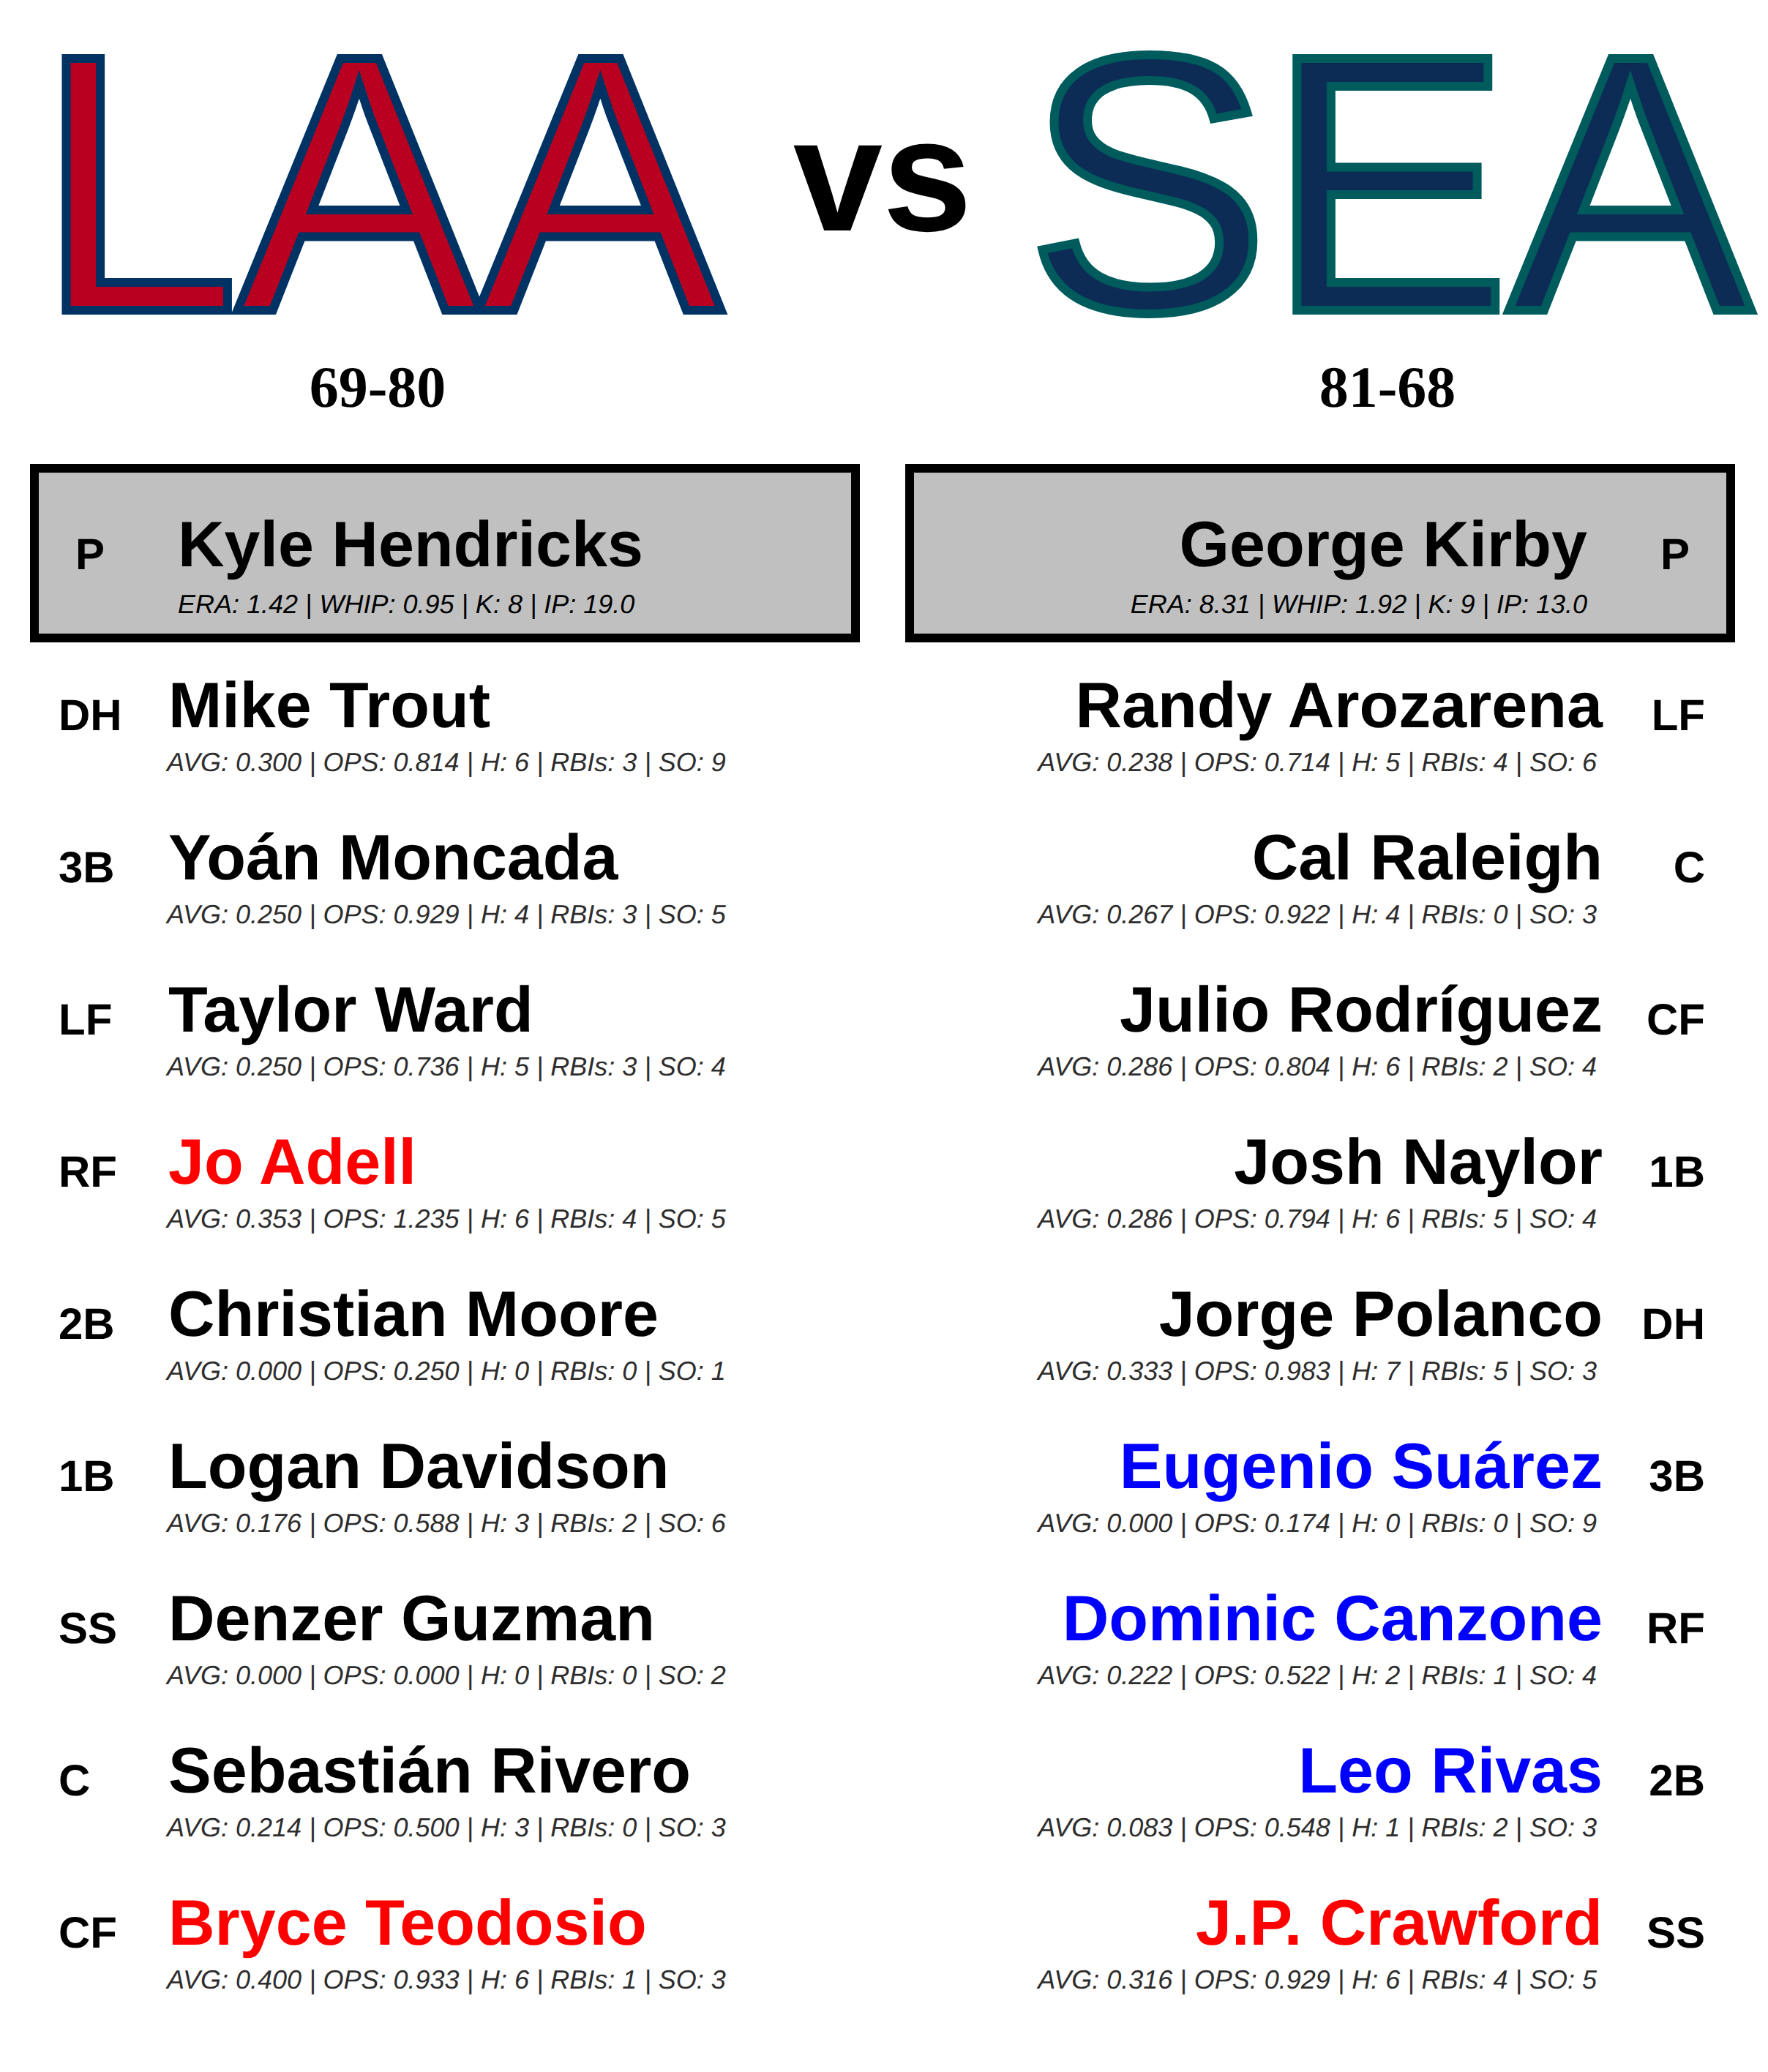 LAA vs SEA
69-80
81-68
P Kyle Hendricks
ERA: 1.42 | WHIP: 0.95 | K: 8 | IP: 19.0
George Kirby P
ERA: 8.31 | WHIP: 1.92 | K: 9 | IP: 13.0
DH Mike Trout
AVG: 0.300 | OPS: 0.814 | H: 6 | RBIs: 3 | SO: 9
3B Yoán Moncada
AVG: 0.250 | OPS: 0.929 | H: 4 | RBIs: 3 | SO: 5
LF Taylor Ward
AVG: 0.250 | OPS: 0.736 | H: 5 | RBIs: 3 | SO: 4
RF Jo Adell
AVG: 0.353 | OPS: 1.235 | H: 6 | RBIs: 4 | SO: 5
2B Christian Moore
AVG: 0.000 | OPS: 0.250 | H: 0 | RBIs: 0 | SO: 1
1B Logan Davidson
AVG: 0.176 | OPS: 0.588 | H: 3 | RBIs: 2 | SO: 6
SS Denzer Guzman
AVG: 0.000 | OPS: 0.000 | H: 0 | RBIs: 0 | SO: 2
C Sebastián Rivero
AVG: 0.214 | OPS: 0.500 | H: 3 | RBIs: 0 | SO: 3
CF Bryce Teodosio
AVG: 0.400 | OPS: 0.933 | H: 6 | RBIs: 1 | SO: 3
Randy Arozarena LF
AVG: 0.238 | OPS: 0.714 | H: 5 | RBIs: 4 | SO: 6
Cal Raleigh C
AVG: 0.267 | OPS: 0.922 | H: 4 | RBIs: 0 | SO: 3
Julio Rodríguez CF
AVG: 0.286 | OPS: 0.804 | H: 6 | RBIs: 2 | SO: 4
Josh Naylor 1B
AVG: 0.286 | OPS: 0.794 | H: 6 | RBIs: 5 | SO: 4
Jorge Polanco DH
AVG: 0.333 | OPS: 0.983 | H: 7 | RBIs: 5 | SO: 3
Eugenio Suárez 3B
AVG: 0.000 | OPS: 0.174 | H: 0 | RBIs: 0 | SO: 9
Dominic Canzone RF
AVG: 0.222 | OPS: 0.522 | H: 2 | RBIs: 1 | SO: 4
Leo Rivas 2B
AVG: 0.083 | OPS: 0.548 | H: 1 | RBIs: 2 | SO: 3
J.P. Crawford SS
AVG: 0.316 | OPS: 0.929 | H: 6 | RBIs: 4 | SO: 5